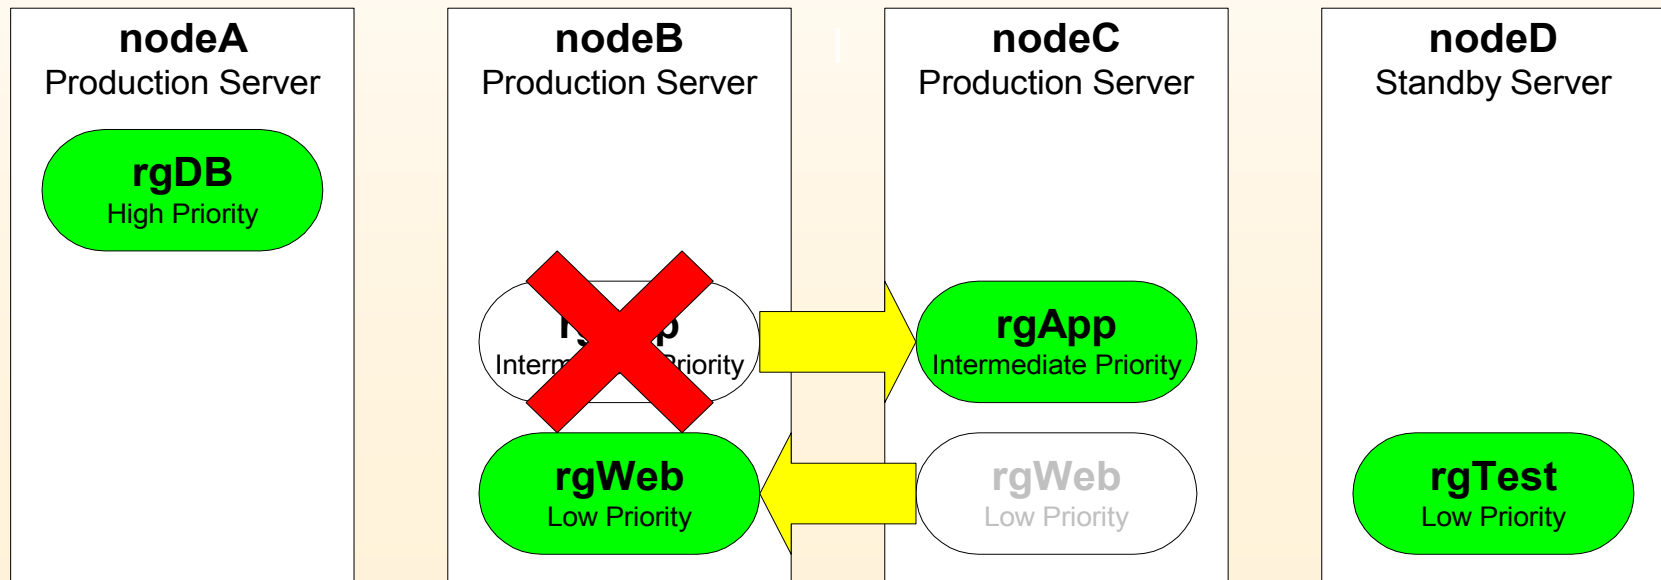 nodeA
Production Server
rgDB
High Priority
nodeB
Production Server
Priority
rgWeb
Low Priority
nodeC
Production Server
rgApp
Intermediate Priority
rgWeb
Low Priority
nodeD
Standby Server
rgTest
Low Priority